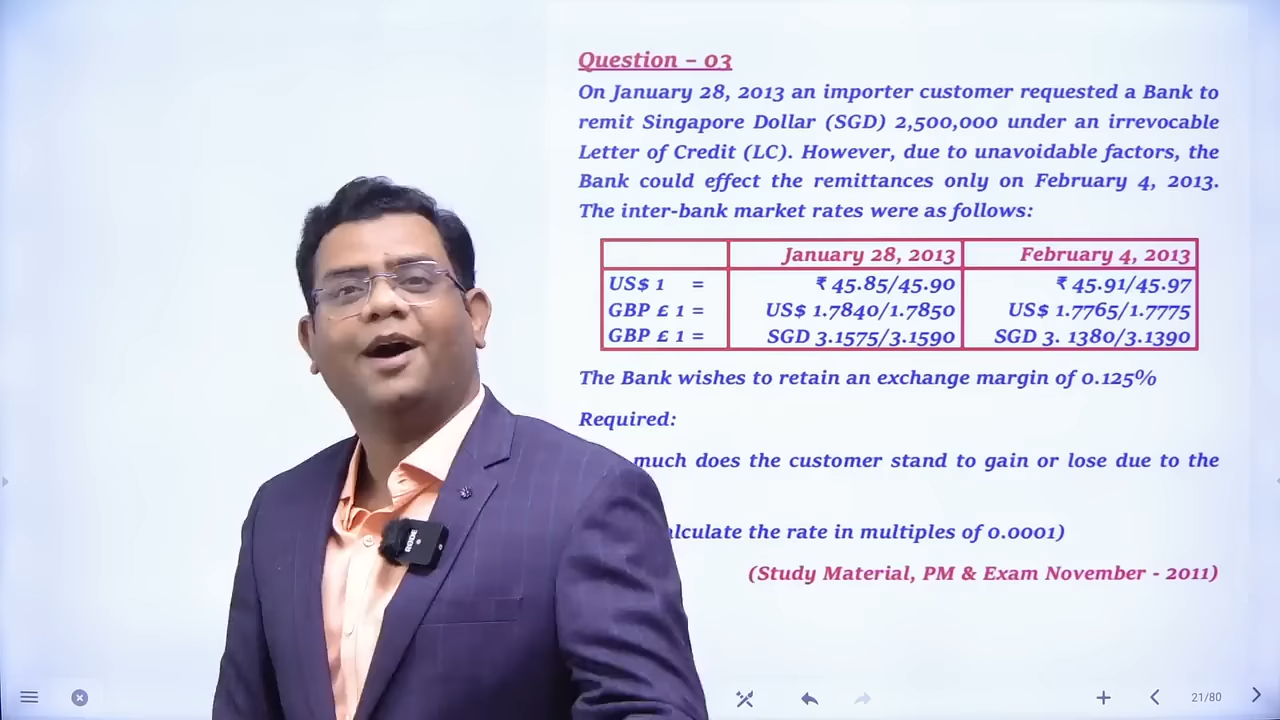 Question – 03
On January 28, 2013 an importer customer requested a Bank to
remit Singapore Dollar (SGD) 2,500,000 under an irrevocable
Letter of Credit (LC). However, due to unavoidable factors, the
Bank could effect the remittances only on February 4, 2013.
The inter-bank market rates were as follows:
January 28, 2013 February 4, 2013
US$ 1 = ₹ 45.85/45.90 ₹ 45.91/45.97
GBP £ 1 = US$ 1.7840/1.7850 US$ 1.7765/1.7775
GBP £ 1 = SGD 3.1575/3.1590 SGD 3. 1380/3.1390
The Bank wishes to retain an exchange margin of 0.125%
Required:
much does the customer stand to gain or lose due to the
the rate in multiples of 0.0001)
(Study Material, PM & Exam November - 2011)
RODE
21/80